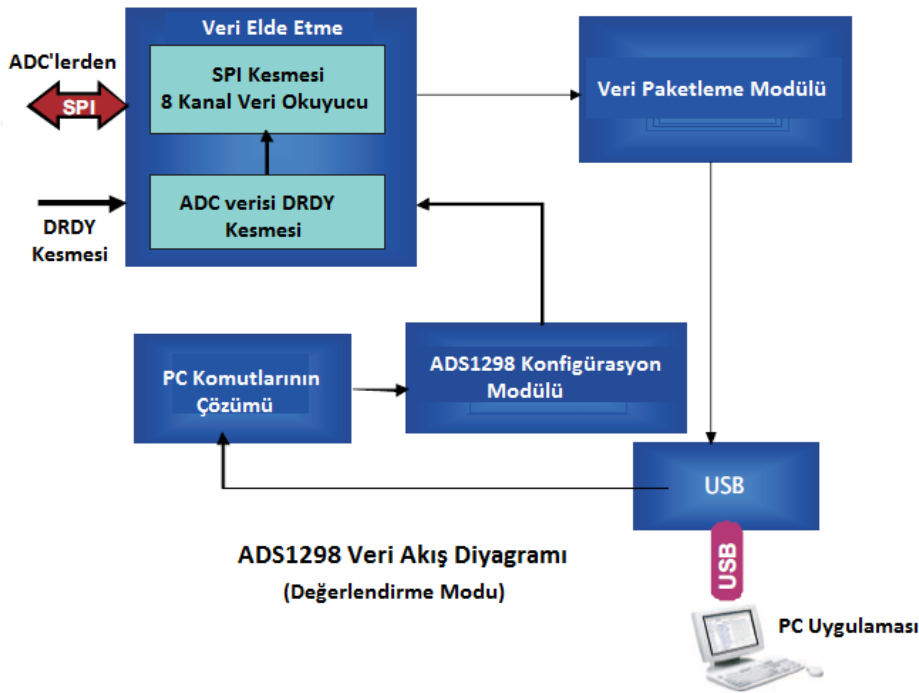 Veri Elde Etme
ADC'lerden
SPI
SPI Kesmesi
8 Kanal Veri Okuyucu
Veri Paketleme Modülü
DRDY
Kesmesi
ADC verisi DRDY
Kesmesi
PC Komutlarının
Çözümü
ADS1298 Konfigürasyon
Modülü
USB
USB
ADS1298 Veri Akış Diyagramı
(Değerlendirme Modu)
PC Uygulaması